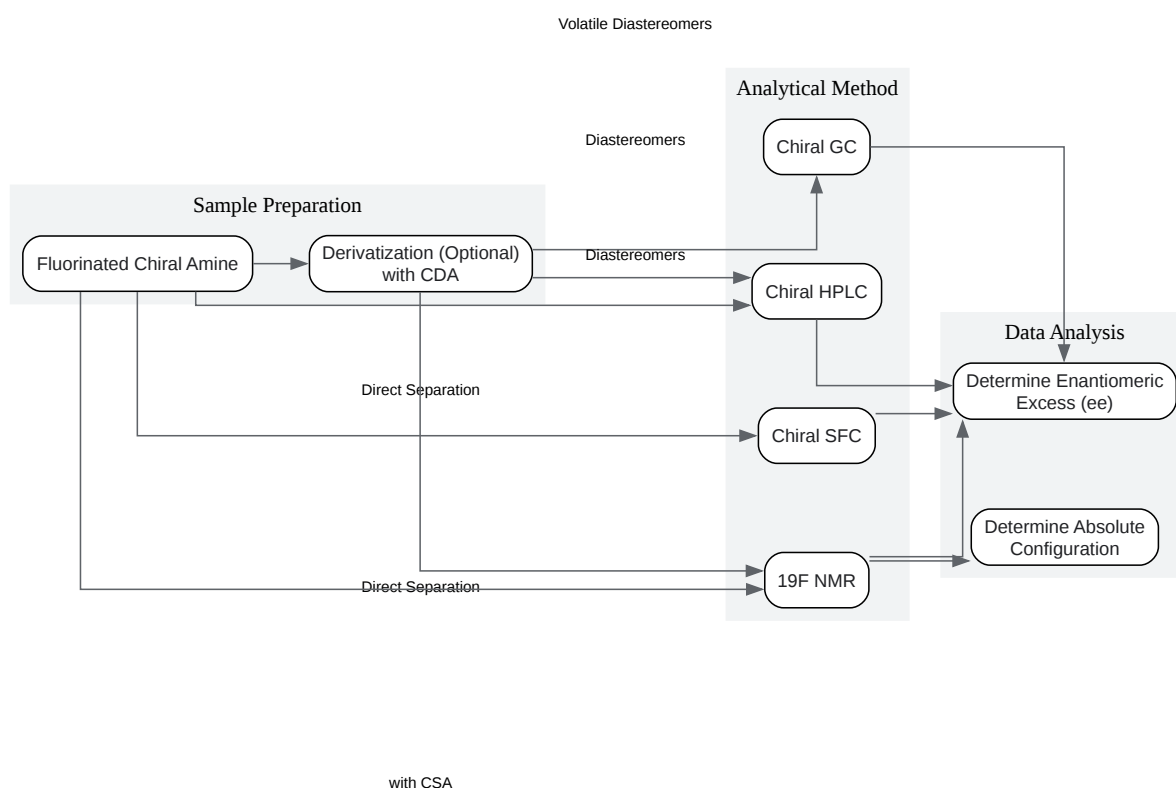 Volatile Diastereomers
Analytical Method
Chiral GC
Diastereomers
Sample Preparation
Fluorinated Chiral Amine
Derivatization (Optional)
with CDA
Diastereomers
Chiral HPLC
Data Analysis
Determine Enantiomeric
Excess (ee)
Direct Separation
Chiral SFC
Determine Absolute
Configuration
19F NMR
Direct Separation
with CSA